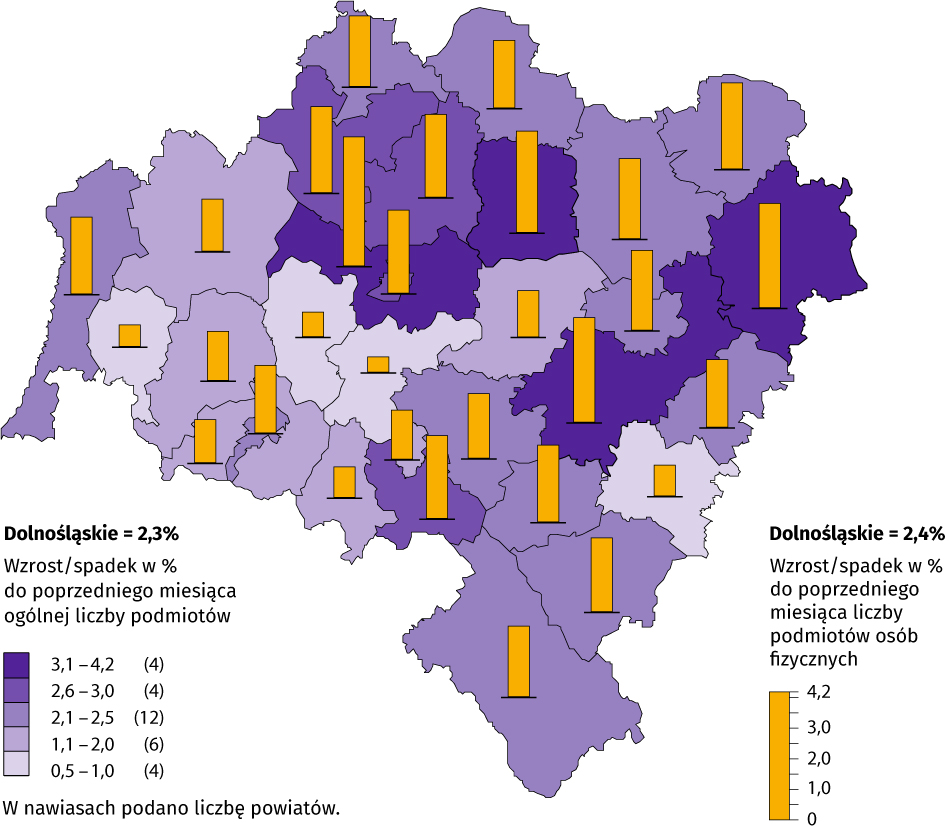 Dolnośląskie = 2,3%
Wzrost/spadek w %
do poprzedniego miesiąca
ogólnej liczby podmiotów
3,1 – 4,2 (4)
2,6 – 3,0 (4)
2,1 – 2,5 (12)
1,1 – 2,0 (6)
0,5 – 1,0 (4)
W nawiasach podano liczbę powiatów.
Dolnośląskie = 2,4%
Wzrost/spadek w %
do poprzedniego
miesiąca liczby
podmiotów osób
fizycznych
4,2
3,0
2,0
1,0
0